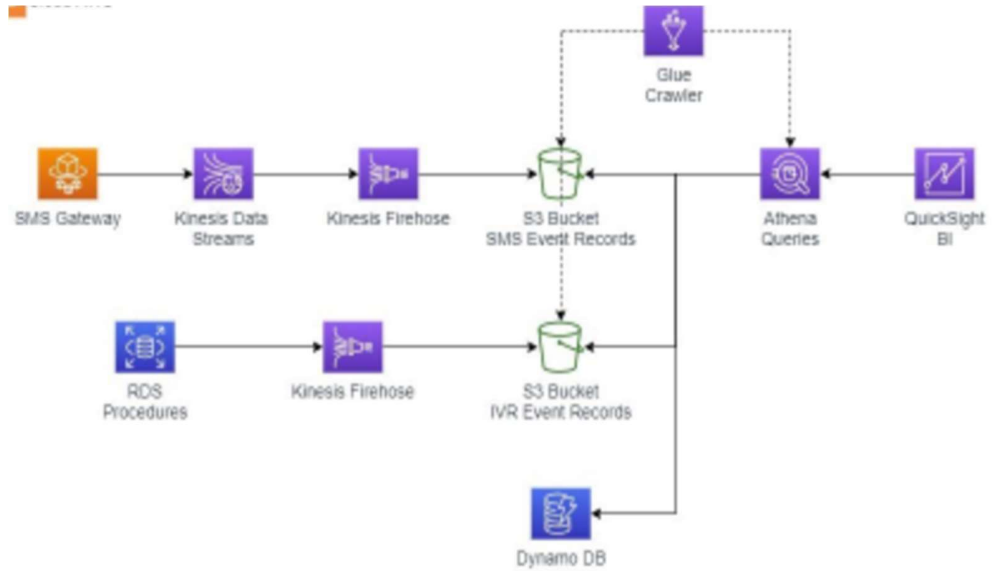 Glue
Crawler
SMS Gateway
Kinesis Data
Streams
Kinesis Firehose
S3 Bucket
SMS Event Records
Athena
Queries
QuickSight
BI
RDS
Procedures
Kinesis Firehose
S3 Bucket
IVR Event Records
Dynamo DB